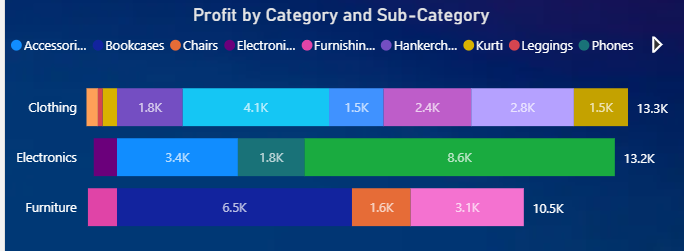 Profit by Category and Sub-Category
Accessori... Bookcases Chairs Electroni... Furnishin... Hankerch... Kurti Leggings Phones
Clothing 1.8K 4.1K 1.5K 2.4K 2.8K 1.5K 13.3K
Electronics 3.4K 1.8K 8.6K 13.2K
Furniture 6.5K 1.6K 3.1K 10.5K